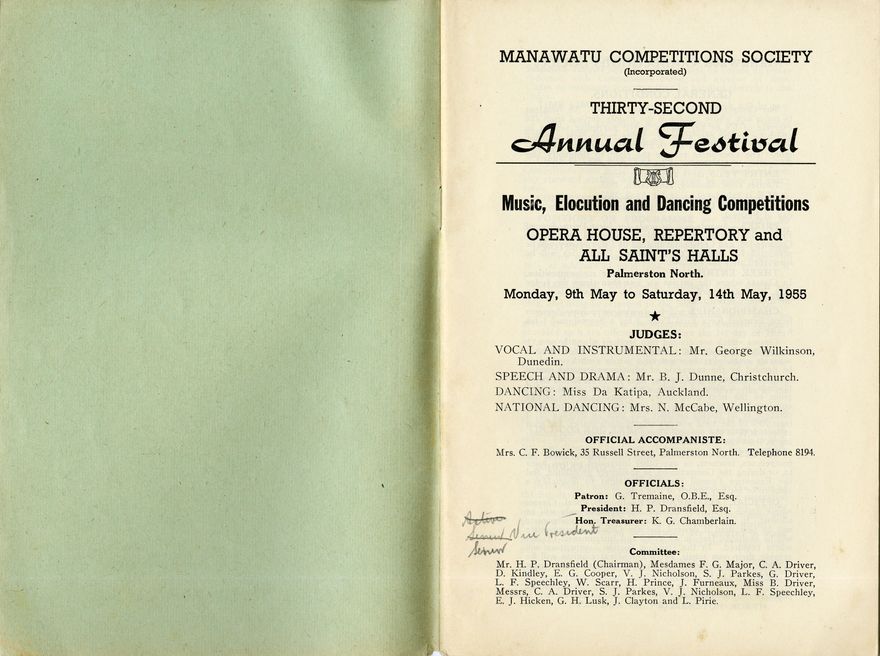 MANAWATU COMPETITIONS SOCIETY
(Incorporated)
THIRTY-SECOND
Annual Festival
Music, Elocution and Dancing Competitions
OPERA HOUSE, REPERTORY and
ALL SAINT'S HALLS
Palmerston North.
Monday, 9th May to Saturday, 14th May, 1955
JUDGES:
VOCAL AND INSTRUMENTAL: Mr. George Wilkinson,
Dunedin.
SPEECH AND DRAMA: Mr. B. J. Dunne, Christchurch.
DANCING: Miss Da Katipa, Auckland.
NATIONAL DANCING: Mrs. N. McCabe, Wellington.
OFFICIAL ACCOMPANISTE:
Mrs. C. F. Bowick, 35 Russell Street, Palmerston North. Telephone 8194.
OFFICIALS:
Patron: G. Tremaine, O.B.E., Esq.
President: H. P. Dransfield, Esq.
Hon. Treasurer: K. G. Chamberlain.
Active
Senior Vice President
Senior
Committee:
Mr. H. P. Dransfield (Chairman), Mesdames F. G. Major, C. A. Driver,
D. Kindley, E. G. Cooper, V. J. Nicholson, S. J. Parkes, G. Driver,
L. F. Speechley, W. Scarr, H. Prince, J. Furneaux, Miss B. Driver,
Messrs, C. A. Driver, S. J. Parkes, V. J. Nicholson, L. F. Speechley,
E. J. Hicken, G. H. Lusk, J. Clayton and L. Pirie.